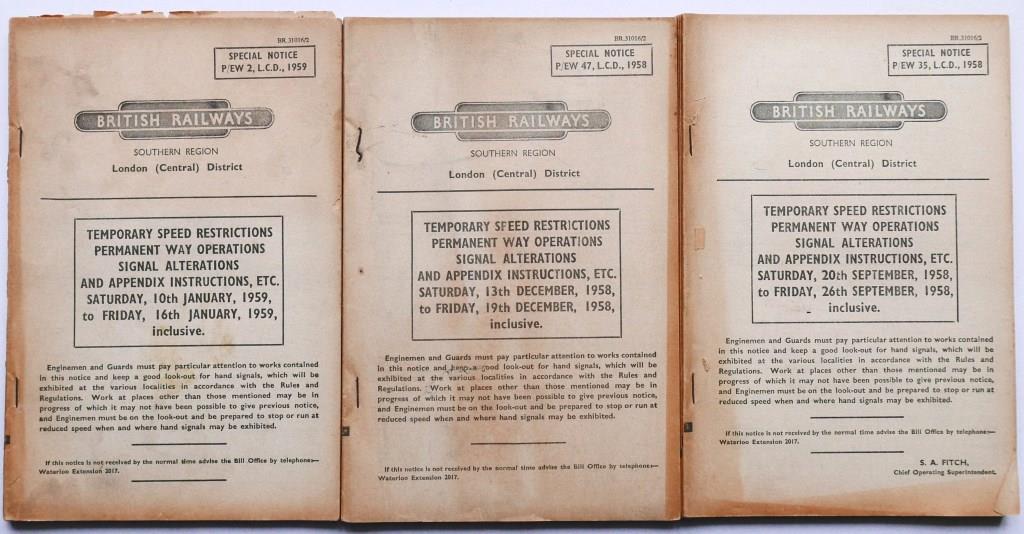 BR.31016/2
SPECIAL NOTICE
P/EW 2, L.C.D., 1959
BRITISH RAILWAYS
SOUTHERN REGION
London (Central) District
TEMPORARY SPEED RESTRICTIONS
PERMANENT WAY OPERATIONS
SIGNAL ALTERATIONS
AND APPENDIX INSTRUCTIONS, ETC.
SATURDAY, 10th JANUARY, 1959,
to FRIDAY, 16th JANUARY, 1959,
inclusive.
Enginemen and Guards must pay particular attention to works contained
in this notice and keep a good look-out for hand signals, which will be
exhibited at the various localities in accordance with the Rules and
Regulations. Work at places other than those mentioned may be in
progress of which it may not have been possible to give previous notice,
and Enginemen must be on the look-out and be prepared to stop or run at
reduced speed when and where hand signals may be exhibited.
If this notice is not received by the normal time advise the Bill Office by telephone:—
Waterloo Extension 2017.
BR.31016/2
SPECIAL NOTICE
P/EW 47, L.C.D., 1958
BRITISH RAILWAYS
SOUTHERN REGION
London (Central) District
TEMPORARY SPEED RESTRICTIONS
PERMANENT WAY OPERATIONS
SIGNAL ALTERATIONS
AND APPENDIX INSTRUCTIONS, ETC.
SATURDAY, 13th DECEMBER, 1958,
to FRIDAY, 19th DECEMBER, 1958,
inclusive.
Enginemen and Guards must pay particular attention to works contained
in this notice and keep a good look-out for hand signals, which will be
exhibited at the various localities in accordance with the Rules and
Regulations. Work at places other than those mentioned may be in
progress of which it may not have been possible to give previous notice,
and Enginemen must be on the look-out and be prepared to stop or run at
reduced speed when and where hand signals may be exhibited.
If this notice is not received by the normal time advise the Bill Office by telephone:—
Waterloo Extension 2017.
BR.31016/2
SPECIAL NOTICE
P/EW 35, L.C.D., 1958
BRITISH RAILWAYS
SOUTHERN REGION
London (Central) District
TEMPORARY SPEED RESTRICTIONS
PERMANENT WAY OPERATIONS
SIGNAL ALTERATIONS
AND APPENDIX INSTRUCTIONS, ETC.
SATURDAY, 20th SEPTEMBER, 1958,
to FRIDAY, 26th SEPTEMBER, 1958,
inclusive.
Enginemen and Guards must pay particular attention to works contained
in this notice and keep a good look-out for hand signals, which will be
exhibited at the various localities in accordance with the Rules and
Regulations. Work at places other than those mentioned may be in
progress of which it may not have been possible to give previous notice,
and Enginemen must be on the look-out and be prepared to stop or run at
reduced speed when and where hand signals may be exhibited.
If this notice is not received by the normal time advise the Bill Office by telephone:—
Waterloo Extension 2017.
S. A. FITCH,
Chief Operating Superintendent.